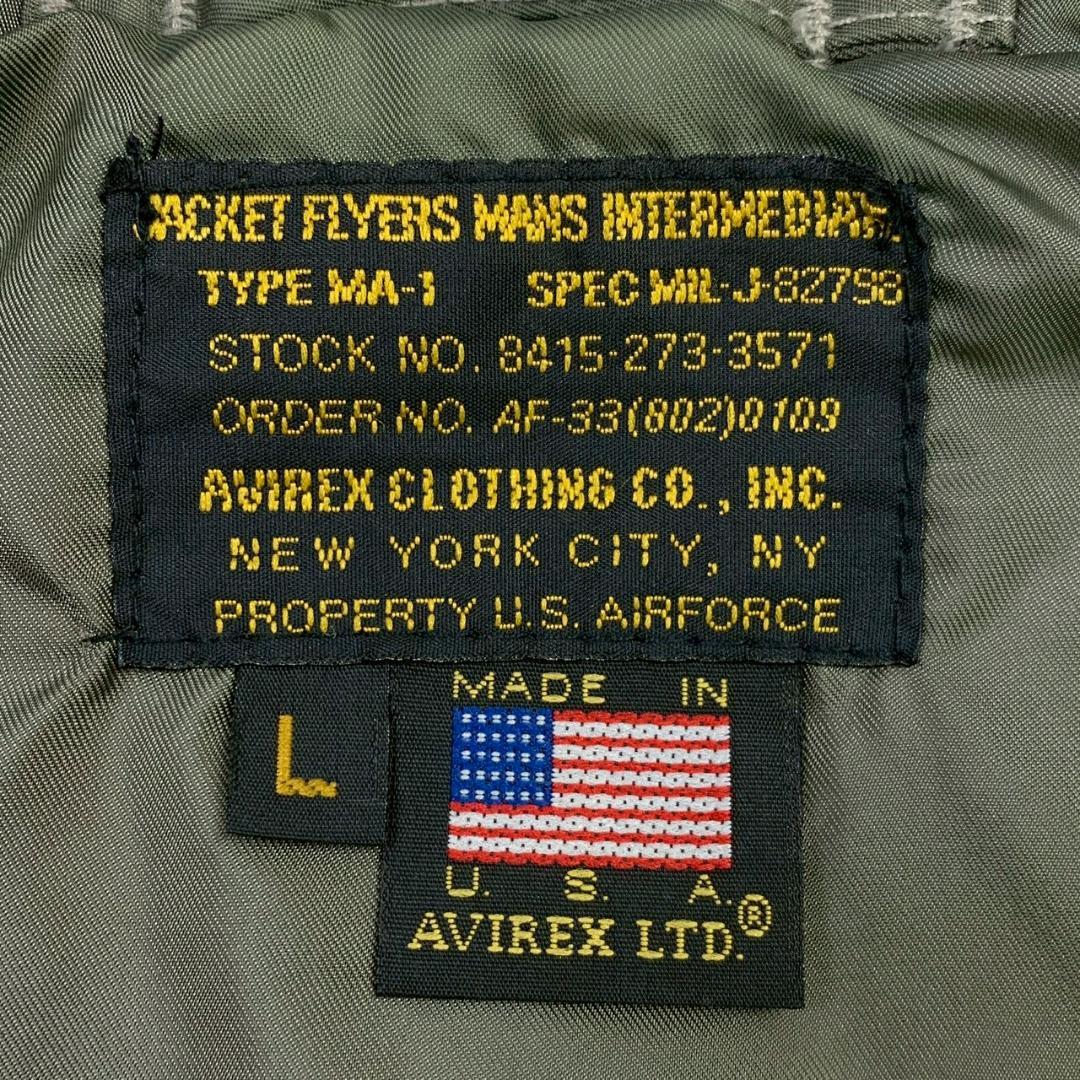 JACKET FLYERS MANS INTERMEDIATE
TYPE MA-1 SPEC MIL-J-82798
STOCK NO. 8415-273-3571
ORDER NO. AF-33(802)0109
AVIREX CLOTHING CO., INC.
NEW YORK CITY, NY
PROPERTY U.S. AIRFORCE
L
MADE IN
U. S. A.
AVIREX LTD.®